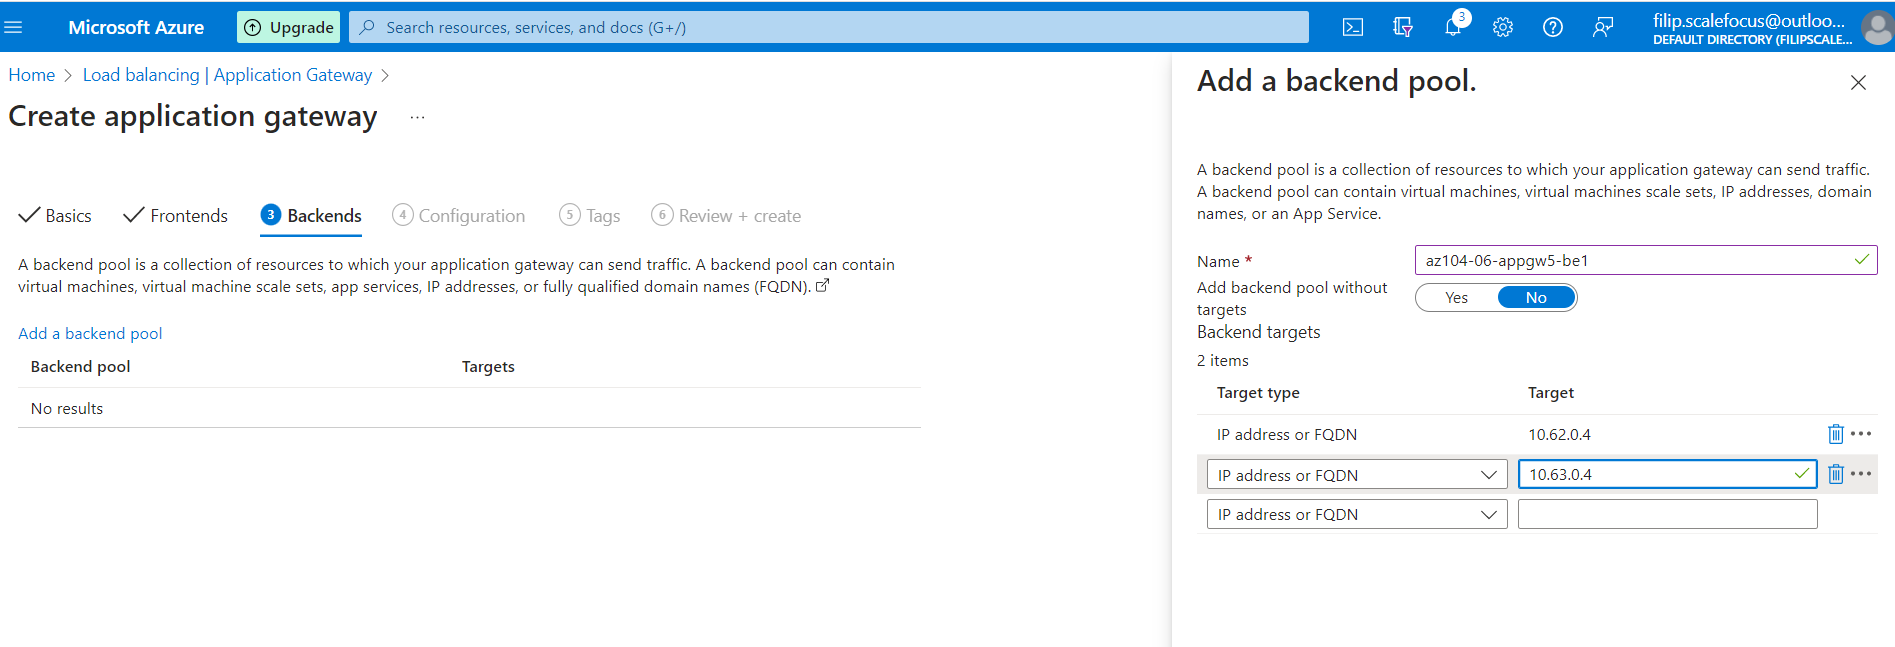 Microsoft Azure
Upgrade
Search resources, services, and docs (G+/)
3
filip.scalefocus@outloo...
DEFAULT DIRECTORY (FILIPSCALE...
Home > Load balancing | Application Gateway >
Create application gateway ...
Basics
Frontends
3 Backends
4 Configuration
5 Tags
6 Review + create
A backend pool is a collection of resources to which your application gateway can send traffic. A backend pool can contain
virtual machines, virtual machine scale sets, app services, IP addresses, or fully qualified domain names (FQDN).
Add a backend pool
Backend pool Targets
No results
Add a backend pool.
A backend pool is a collection of resources to which your application gateway can send traffic.
A backend pool can contain virtual machines, virtual machines scale sets, IP addresses, domain
names, or an App Service.
Name * az104-06-appgw5-be1
Add backend pool without
targets
Yes No
Backend targets
2 items
Target type Target
IP address or FQDN 10.62.0.4
IP address or FQDN 10.63.0.4
IP address or FQDN